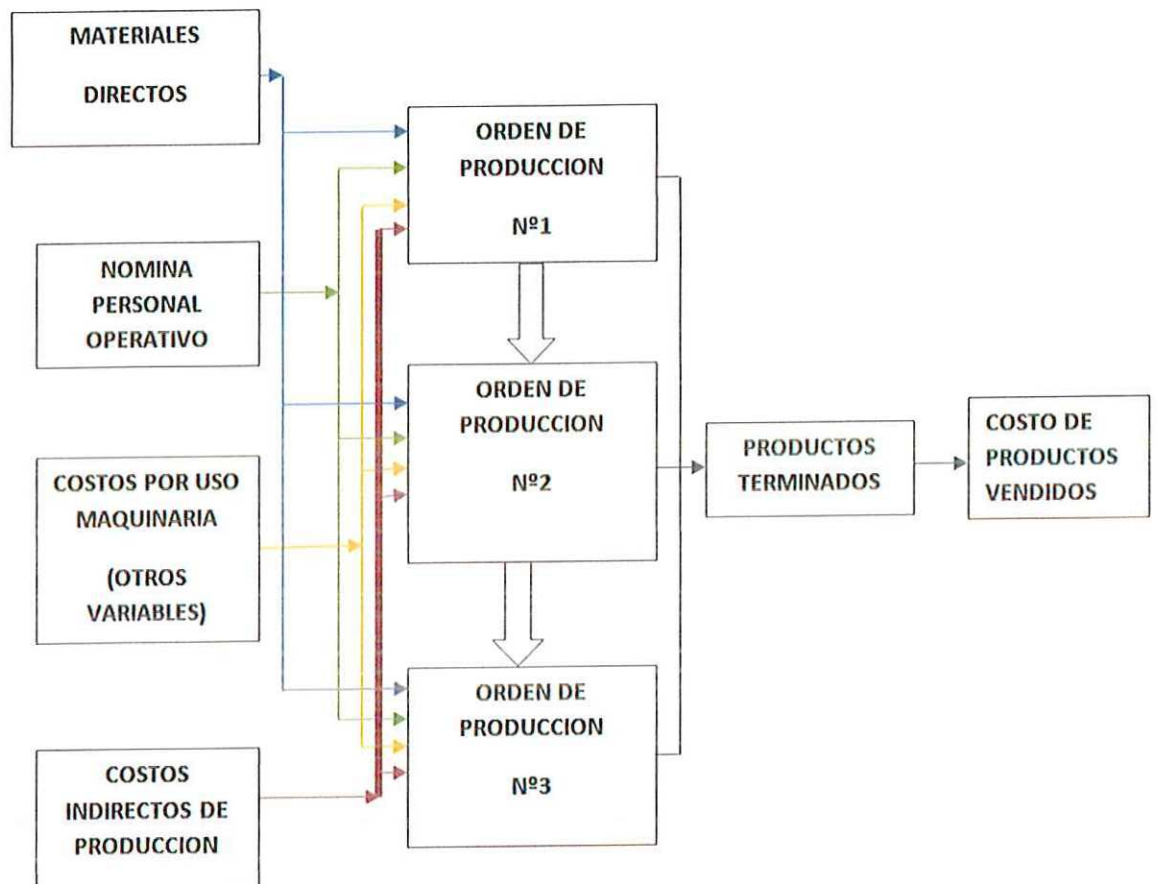 MATERIALES
DIRECTOS
NOMINA
PERSONAL
OPERATIVO
COSTOS POR USO
MAQUINARIA
(OTROS
VARIABLES)
COSTOS
INDIRECTOS DE
PRODUCCION
ORDEN DE
PRODUCCION
Nº1
ORDEN DE
PRODUCCION
Nº2
ORDEN DE
PRODUCCION
Nº3
PRODUCTOS
TERMINADOS
COSTO DE
PRODUCTOS
VENDIDOS